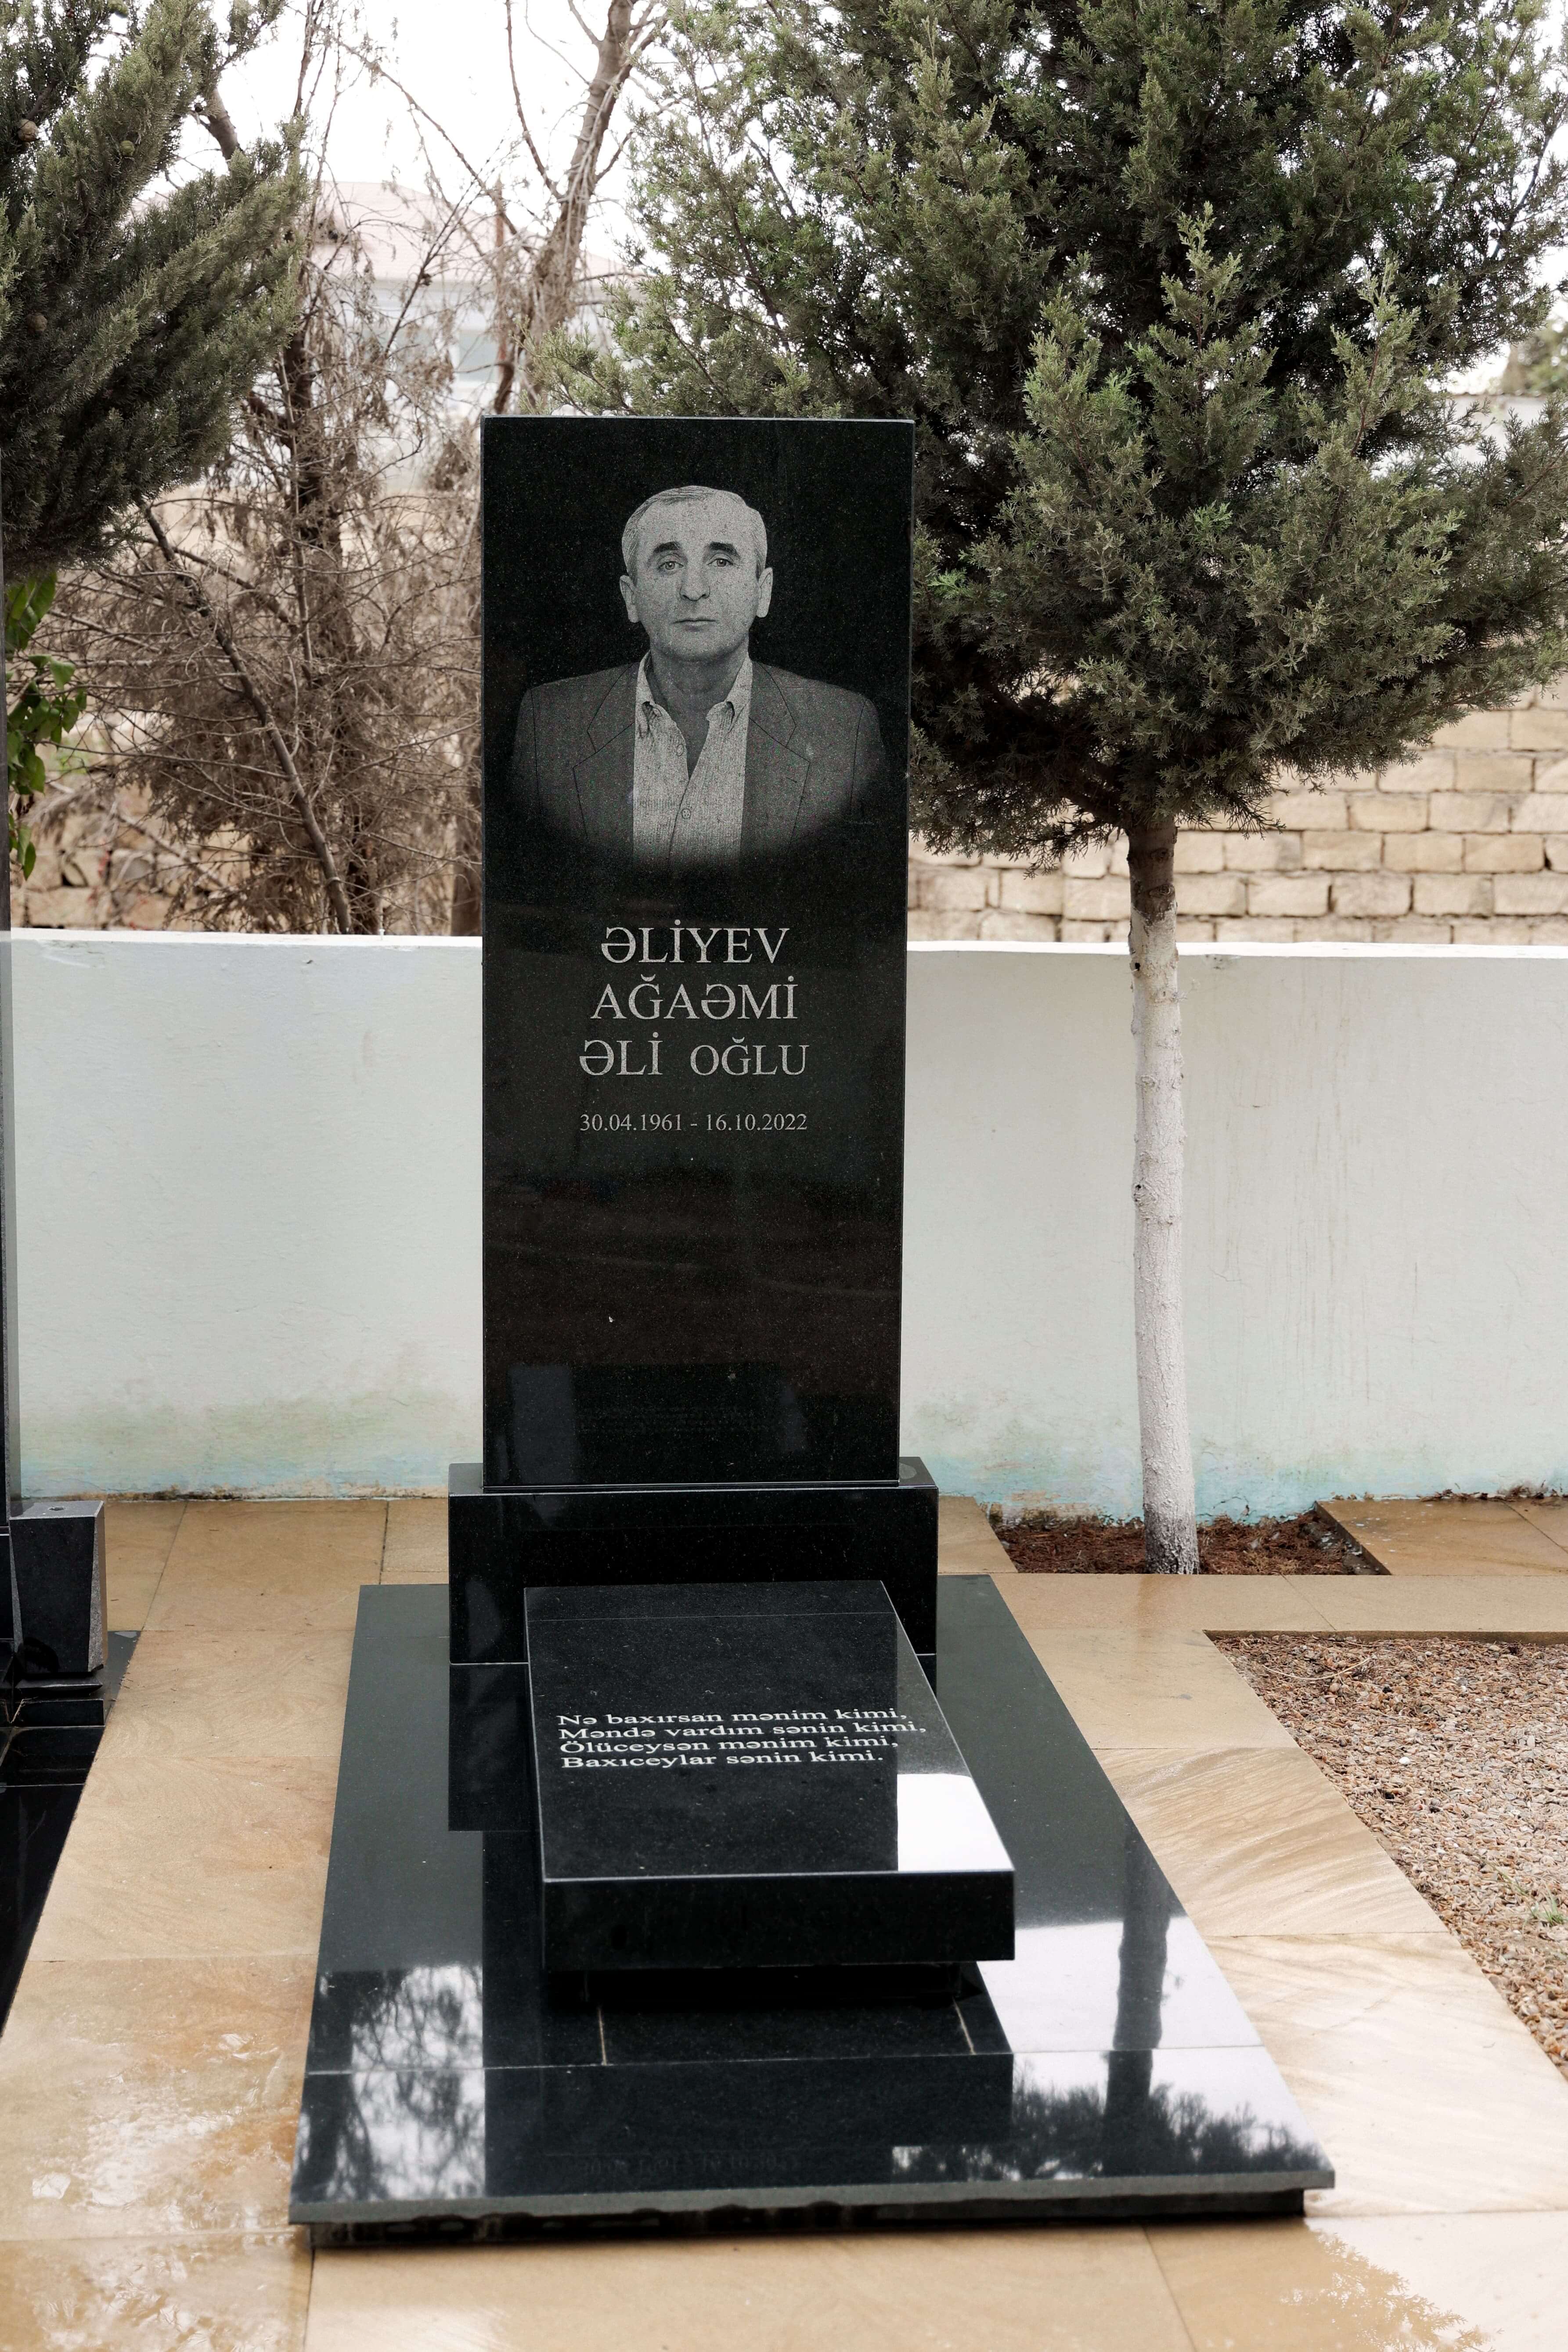 ƏLİYEV
AĞAƏMİ
ƏLİ OĞLU
30.04.1961 - 16.10.2022
Nə baxırsan mənim kimi,
Məndə vardım sənin kimi,
Ölüceysən mənim kimi,
Baxıceylar sənin kimi.